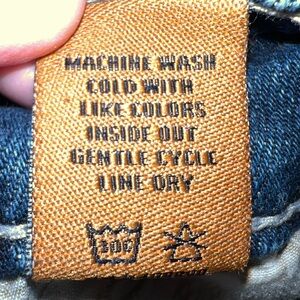 MACHINE WASH
COLD WITH
LIKE COLORS
INSIDE OUT
GENTLE CYCLE
LINE DRY
30C